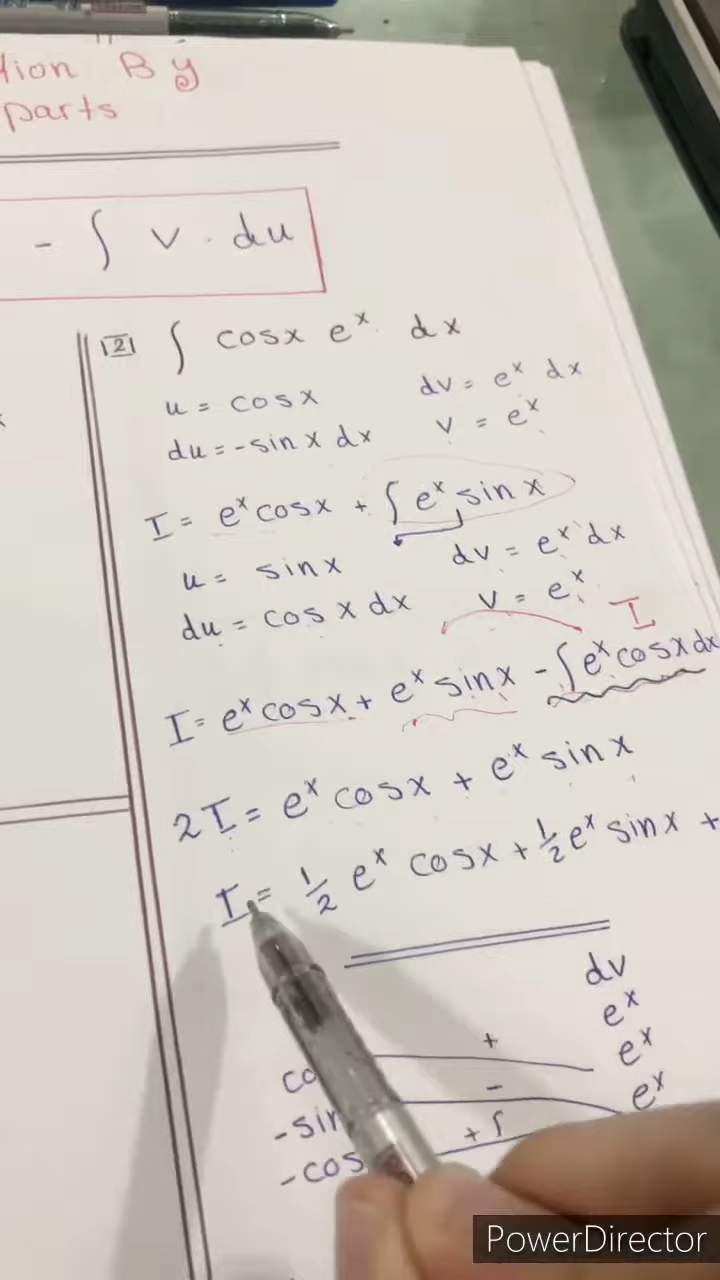 tion By
parts
- ∫ v . du
[2] ∫ cosx eˣ dx
u = cosx dv = eˣ dx
du = -sin x dx v = eˣ
I = eˣ cosx + ∫ eˣ sinx
u = sinx dv = eˣ dx
du = cosx dx v = eˣ
I
I = eˣ cosx + eˣ sinx - ∫ eˣ cosx dx
2I = eˣ cosx + eˣ sinx
I = 1/2 eˣ cosx + 1/2 eˣ sinx +
dv
eˣ
+ eˣ
- eˣ
+ ∫
PowerDirector